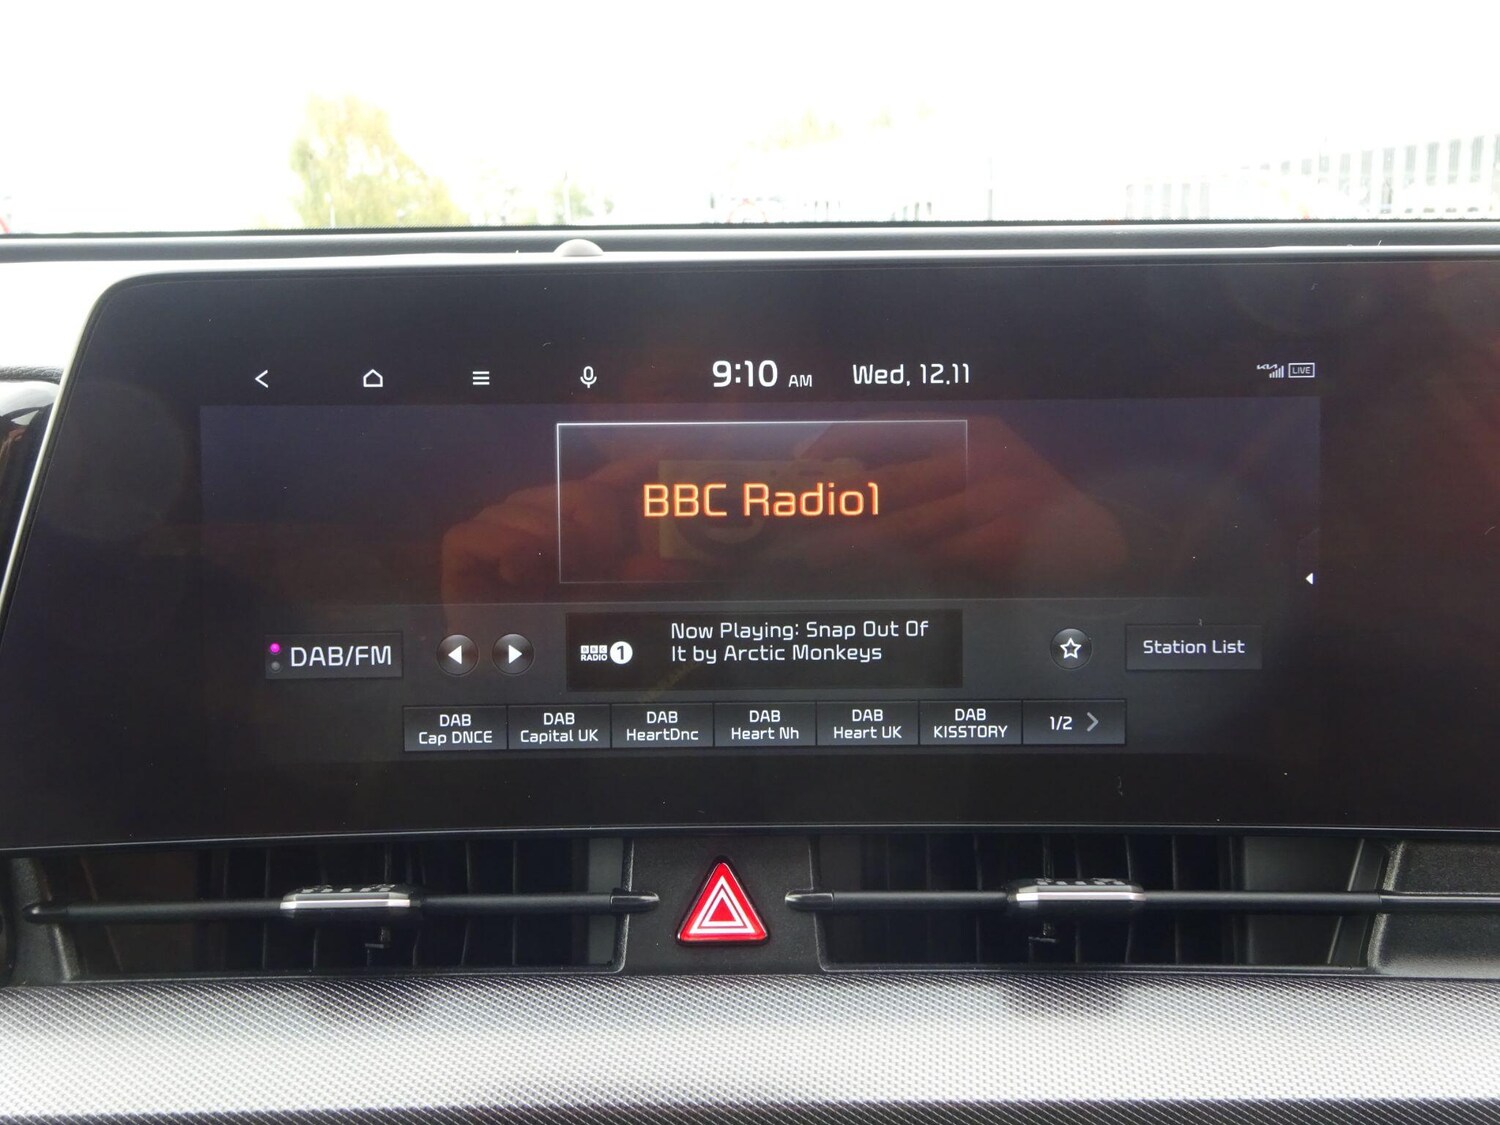 9:10 AM Wed, 12.11
KIA LIVE
BBC Radio1
DAB/FM
BBC
RADIO 1
Now Playing: Snap Out Of
It by Arctic Monkeys
Station List
DAB
Cap DNCE
DAB
Capital UK
DAB
HeartDnc
DAB
Heart Nh
DAB
Heart UK
DAB
KISSTORY
1/2